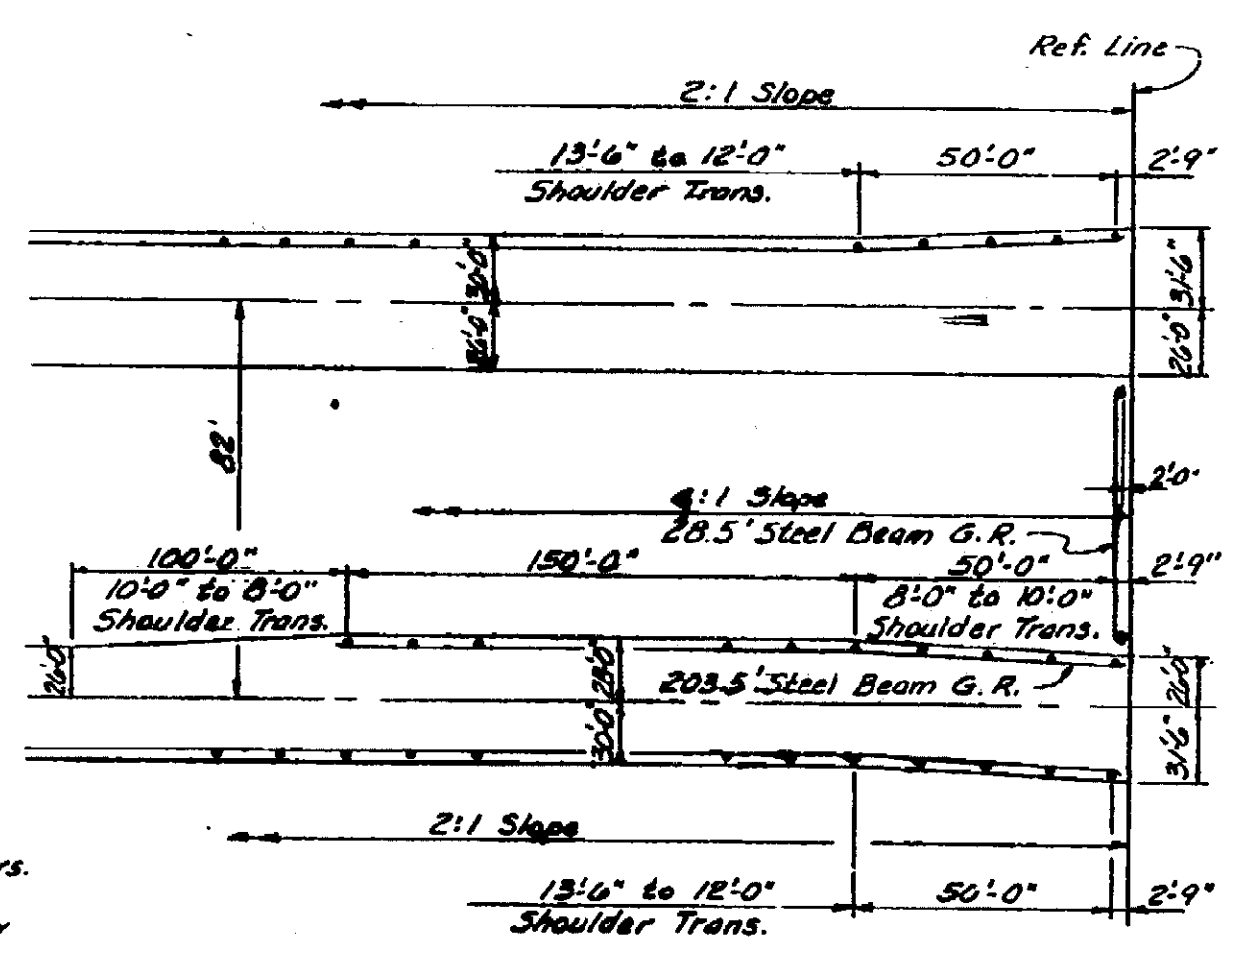 Ref. Line
2:1 Slope
13'-6" to 12'-0"
50'-0"
2'-9"
Shoulder Trans.
30'-0"
31'-6"
26'-0"
82'
2'-0"
4:1 Slope
28.5' Steel Beam G.R.
100'-0"
150'-0"
50'-0"
2'-9"
10'-0" to 8'-0"
8'-0" to 10'-0"
Shoulder Trans.
Shoulder Trans.
26'-0"
28'-0"
26'-0"
203.5' Steel Beam G.R.
30'-0"
31'-6"
2:1 Slope
rs.
13'-6" to 12'-0"
50'-0"
2'-9"
Shoulder Trans.